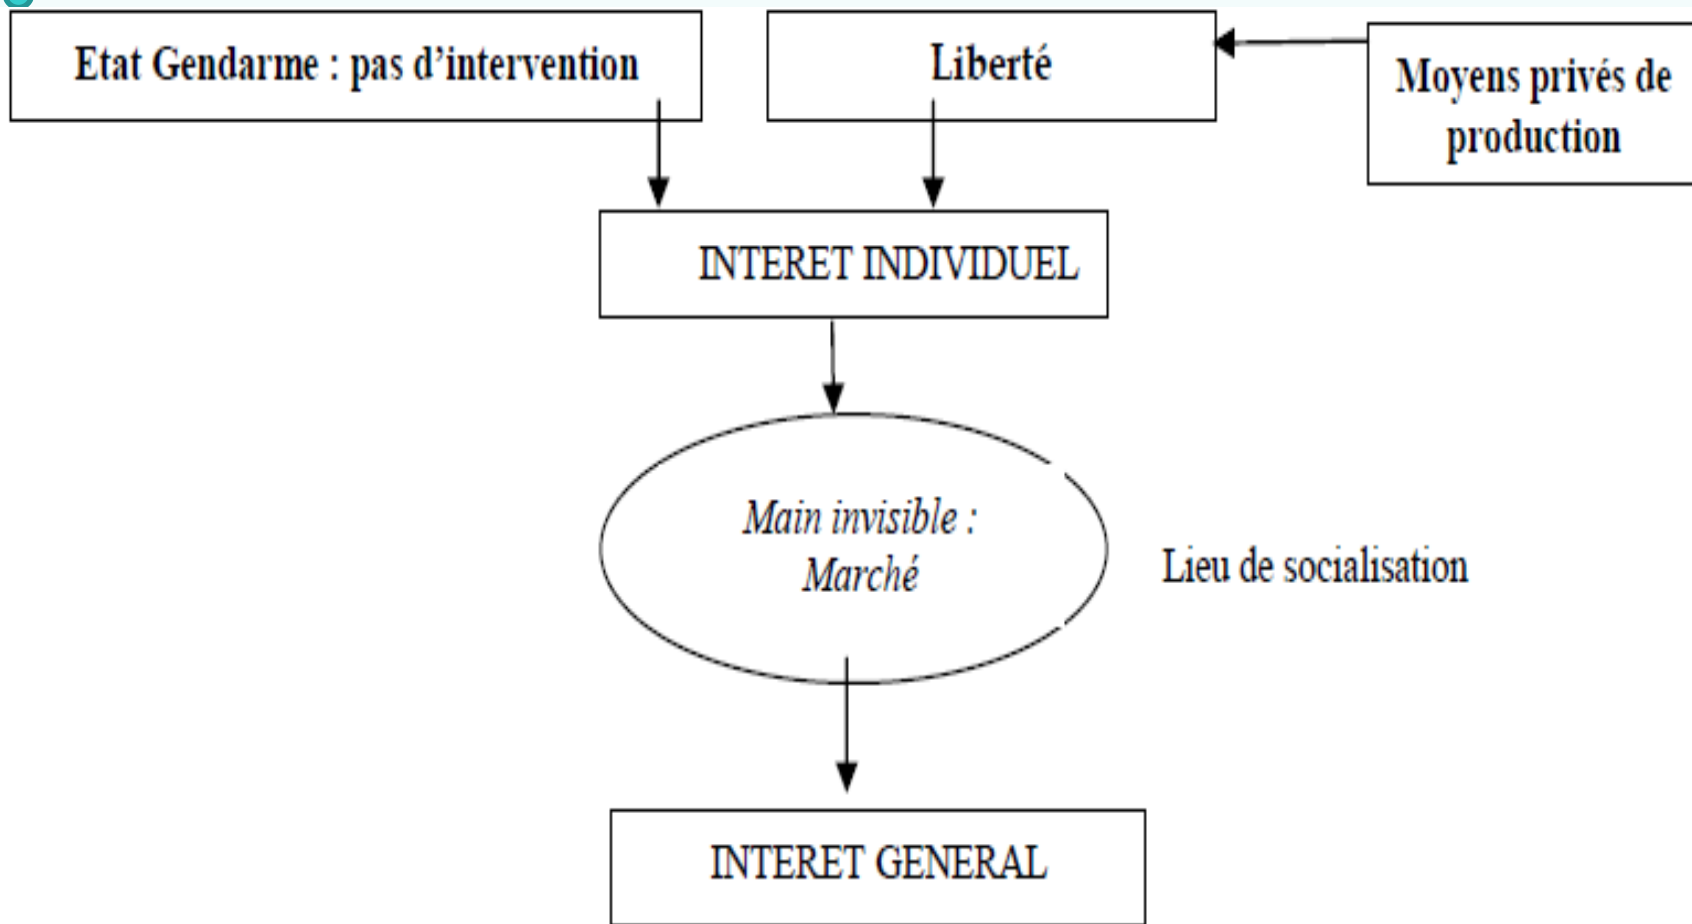 Etat Gendarme : pas d’intervention
Liberté
Moyens privés de
production
INTERET INDIVIDUEL
Main invisible :
Marché
Lieu de socialisation
INTERET GENERAL